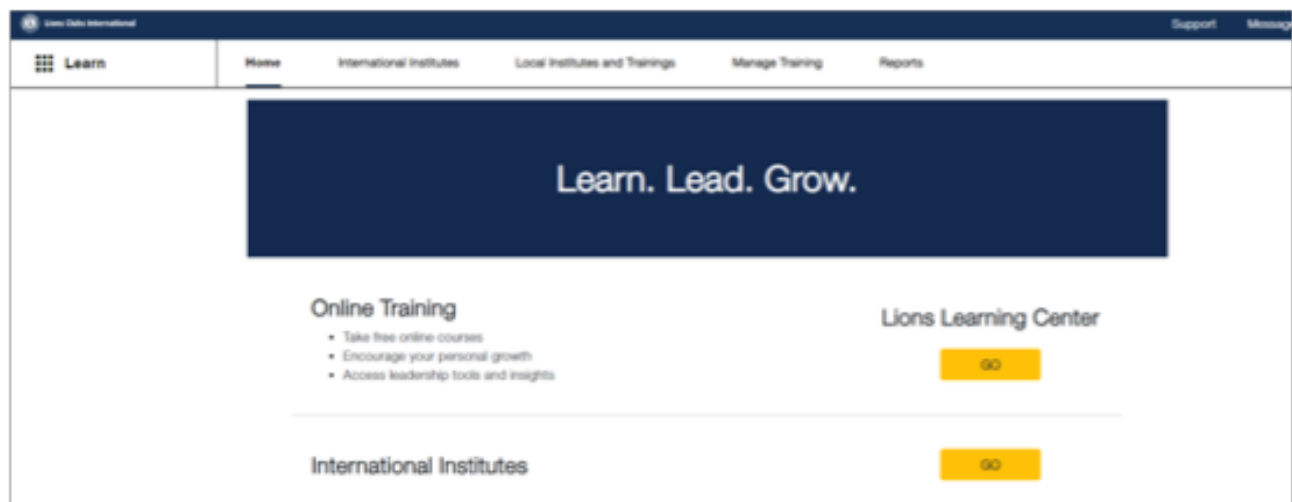 Lions Clubs International
Support Message
Learn Home International Institutes Local Institutes and Trainings Manage Training Reports
Learn. Lead. Grow.
Online Training
• Take free online courses
• Encourage your personal growth
• Access leadership tools and insights
Lions Learning Center
GO
International Institutes
GO